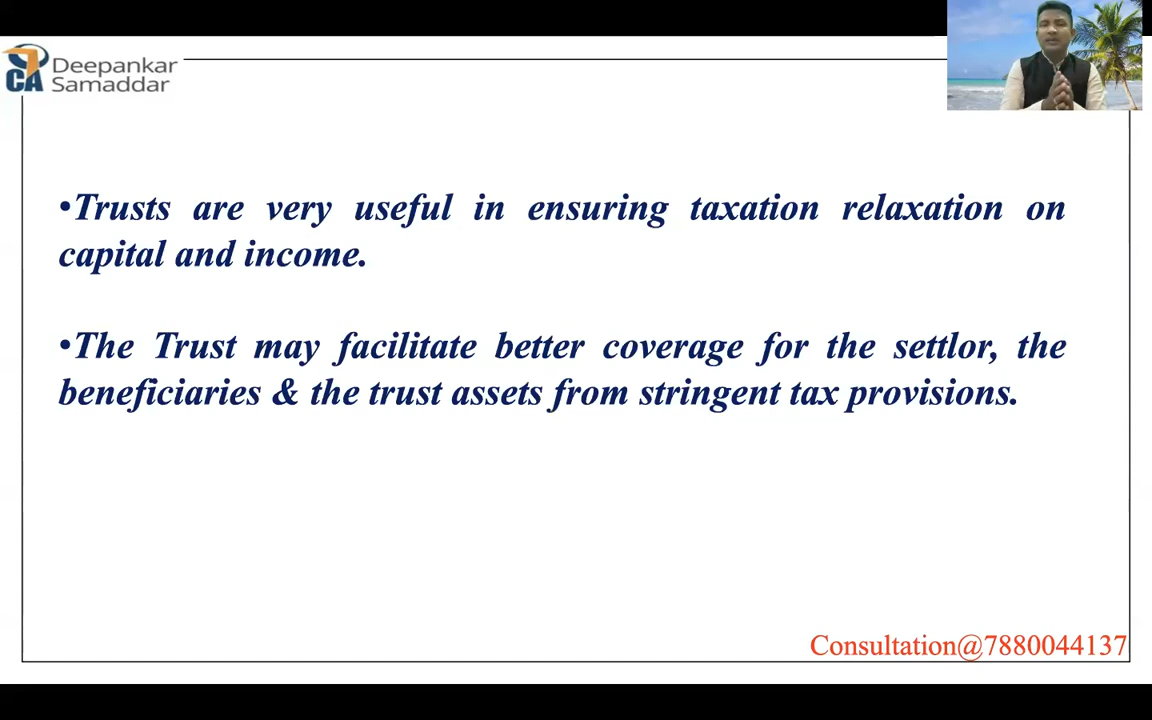 CA Deepankar
Samaddar
•Trusts are very useful in ensuring taxation relaxation on
capital and income.
•The Trust may facilitate better coverage for the settlor, the
beneficiaries & the trust assets from stringent tax provisions.
Consultation@7880044137